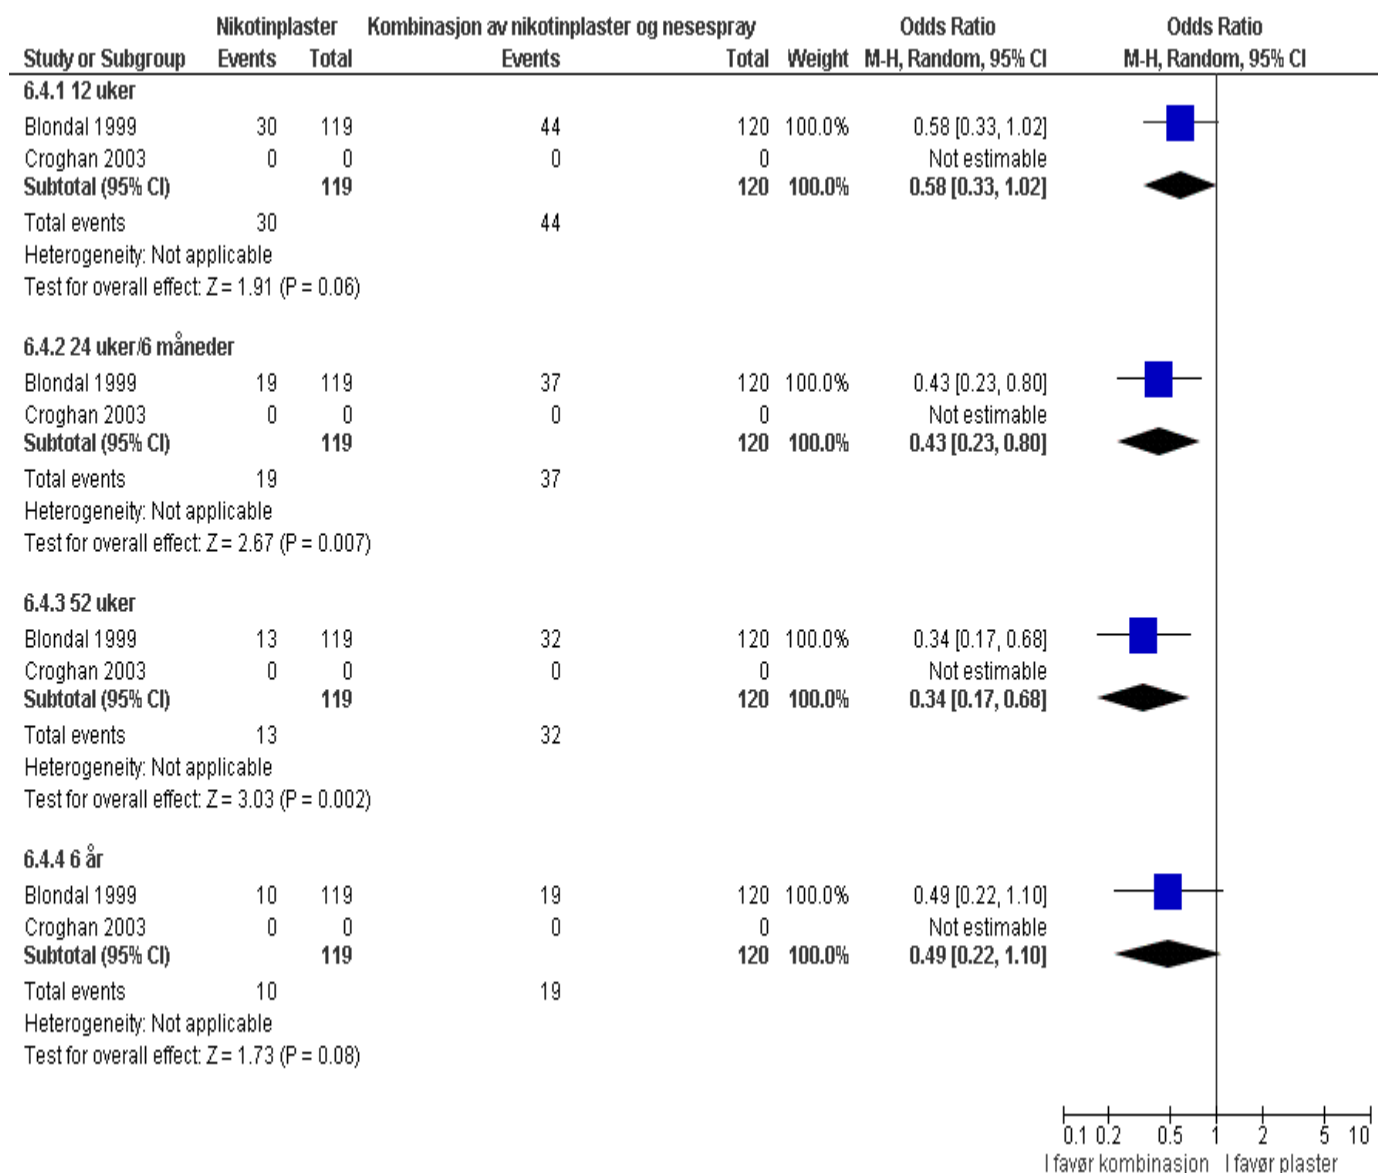 Nikotinplaster Kombinasjon av nikotinplaster og nesespray Odds Ratio Odds Ratio
Study or Subgroup Events Total Events Total Weight M-H, Random, 95% CI M-H, Random, 95% CI
6.4.1 12 uker
Blondal 1999 30 119 44 120 100.0% 0.58 [0.33, 1.02]
Croghan 2003 0 0 0 0 Not estimable
Subtotal (95% CI) 119 120 100.0% 0.58 [0.33, 1.02]
Total events 30 44
Heterogeneity: Not applicable
Test for overall effect: Z = 1.91 (P = 0.06)
6.4.2 24 uker/6 måneder
Blondal 1999 19 119 37 120 100.0% 0.43 [0.23, 0.80]
Croghan 2003 0 0 0 0 Not estimable
Subtotal (95% CI) 119 120 100.0% 0.43 [0.23, 0.80]
Total events 19 37
Heterogeneity: Not applicable
Test for overall effect: Z = 2.67 (P = 0.007)
6.4.3 52 uker
Blondal 1999 13 119 32 120 100.0% 0.34 [0.17, 0.68]
Croghan 2003 0 0 0 0 Not estimable
Subtotal (95% CI) 119 120 100.0% 0.34 [0.17, 0.68]
Total events 13 32
Heterogeneity: Not applicable
Test for overall effect: Z = 3.03 (P = 0.002)
6.4.4 6 år
Blondal 1999 10 119 19 120 100.0% 0.49 [0.22, 1.10]
Croghan 2003 0 0 0 0 Not estimable
Subtotal (95% CI) 119 120 100.0% 0.49 [0.22, 1.10]
Total events 10 19
Heterogeneity: Not applicable
Test for overall effect: Z = 1.73 (P = 0.08)
0.1 0.2 0.5 1 2 5 10
I favør kombinasjon I favør plaster